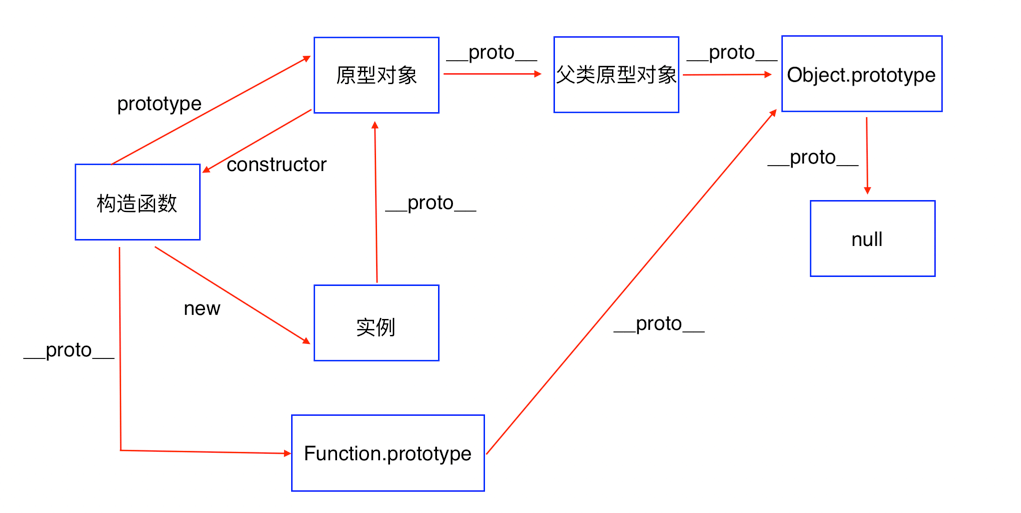 __proto__
__proto__
原型对象
父类原型对象
Object.prototype
prototype
constructor
__proto__
构造函数
__proto__
null
new
实例
__proto__
__proto__
Function.prototype